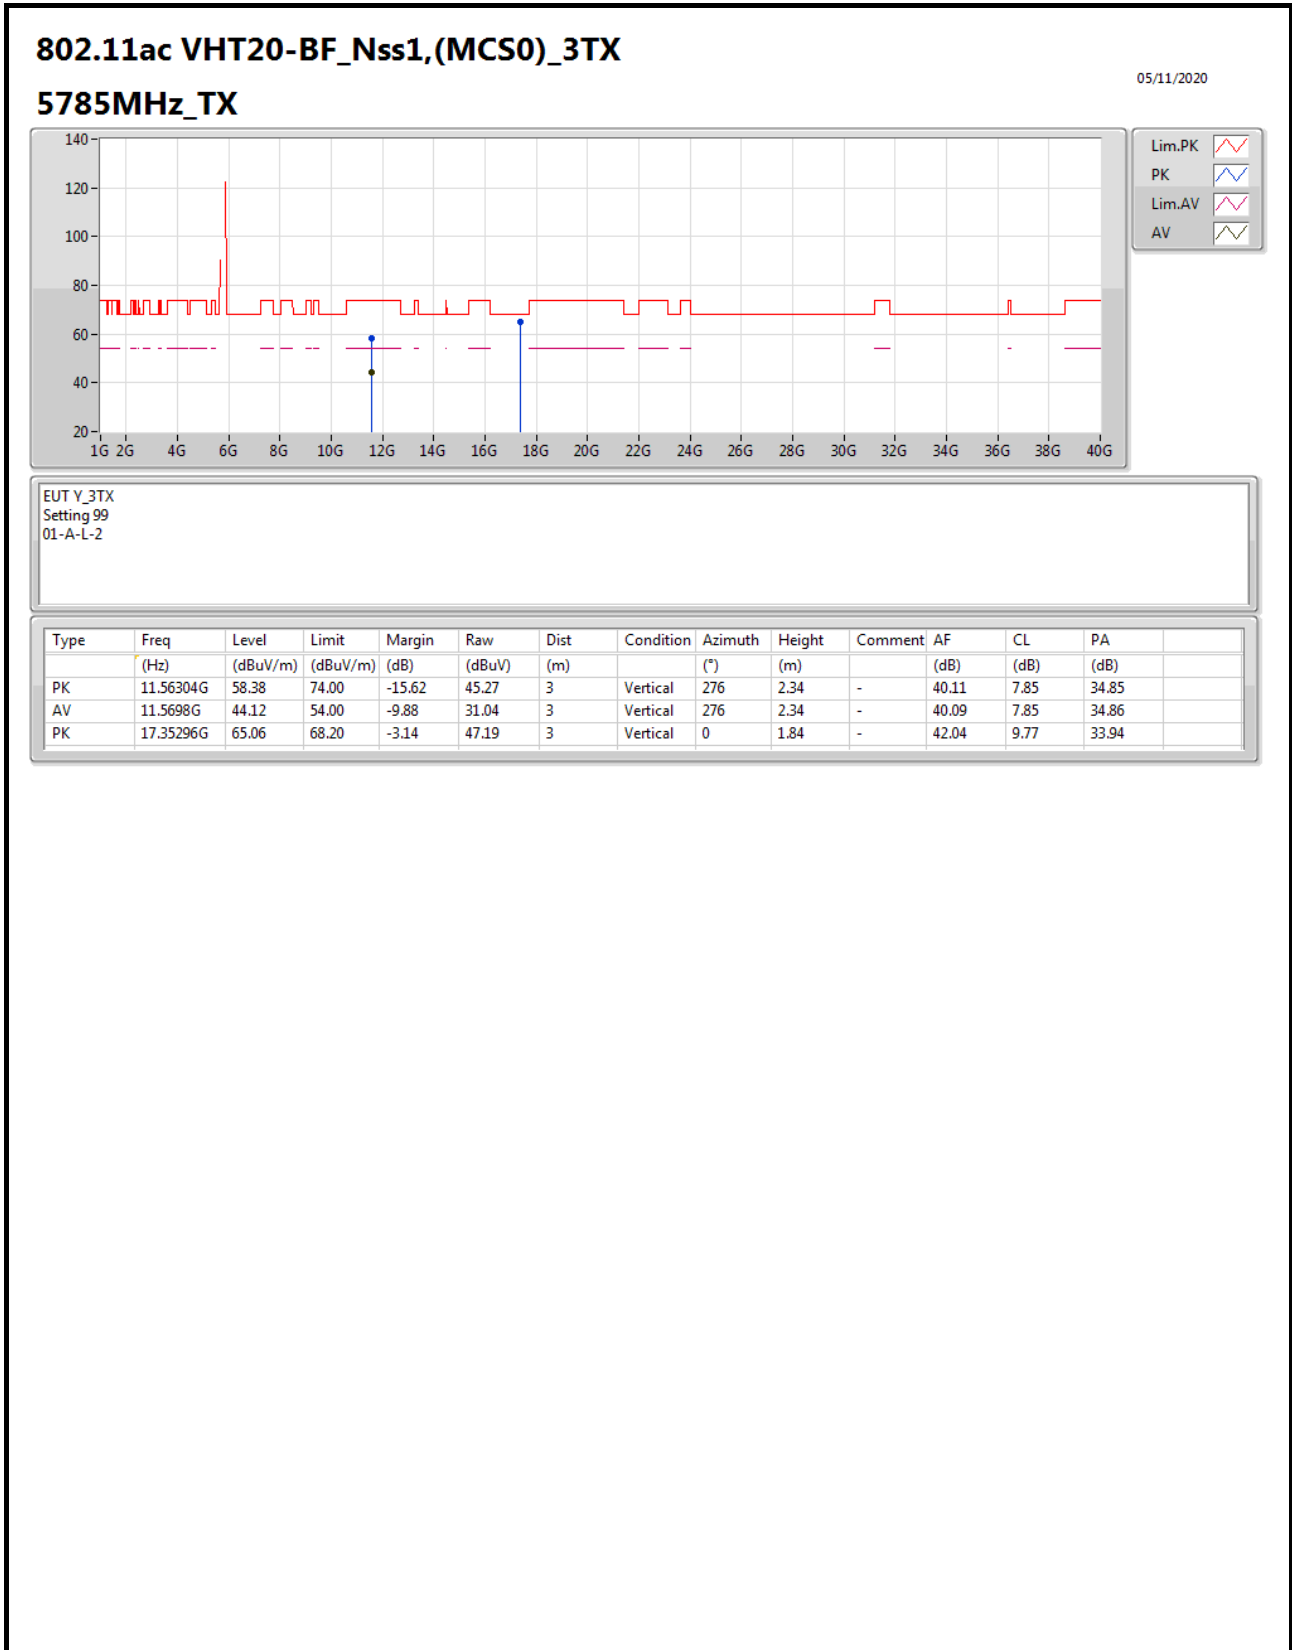 802.11ac VHT20-BF_Nss1,(MCS0)_3TX
05/11/2020
5785MHz_TX
140
120
100
80
60
40
20
1G 2G 4G 6G 8G 10G 12G 14G 16G 18G 20G 22G 24G 26G 28G 30G 32G 34G 36G 38G 40G
Lim.PK
PK
Lim.AV
AV
EUT Y_3TX
Setting 99
01-A-L-2
Type Freq Level Limit Margin Raw Dist Condition Azimuth Height Comment AF CL PA
(Hz) (dBuV/m) (dBuV/m) (dB) (dBuV) (m) (°) (m) (dB) (dB) (dB)
PK 11.56304G 58.38 74.00 -15.62 45.27 3 Vertical 276 2.34 - 40.11 7.85 34.85
AV 11.5698G 44.12 54.00 -9.88 31.04 3 Vertical 276 2.34 - 40.09 7.85 34.86
PK 17.35296G 65.06 68.20 -3.14 47.19 3 Vertical 0 1.84 - 42.04 9.77 33.94